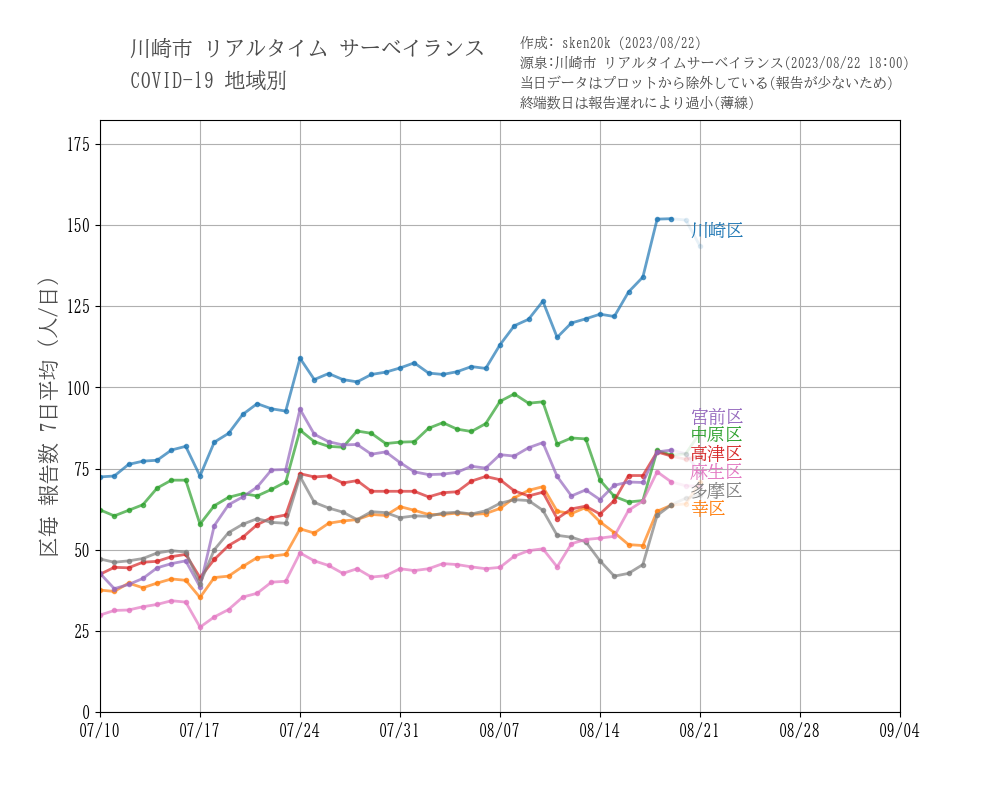 川崎市 リアルタイム サーベイランス
COVID-19 地域別
作成: sken20k (2023/08/22)
源泉:川崎市 リアルタイムサーベイランス(2023/08/22 18:00)
当日データはプロットから除外している(報告が少ないため)
終端数日は報告遅れにより過小(薄線)
区毎 報告数 7日平均 (人/日)
175
150
125
100
75
50
25
0
川崎区
宮前区
中原区
高津区
麻生区
多摩区
幸区
07/10 07/17 07/24 07/31 08/07 08/14 08/21 08/28 09/04